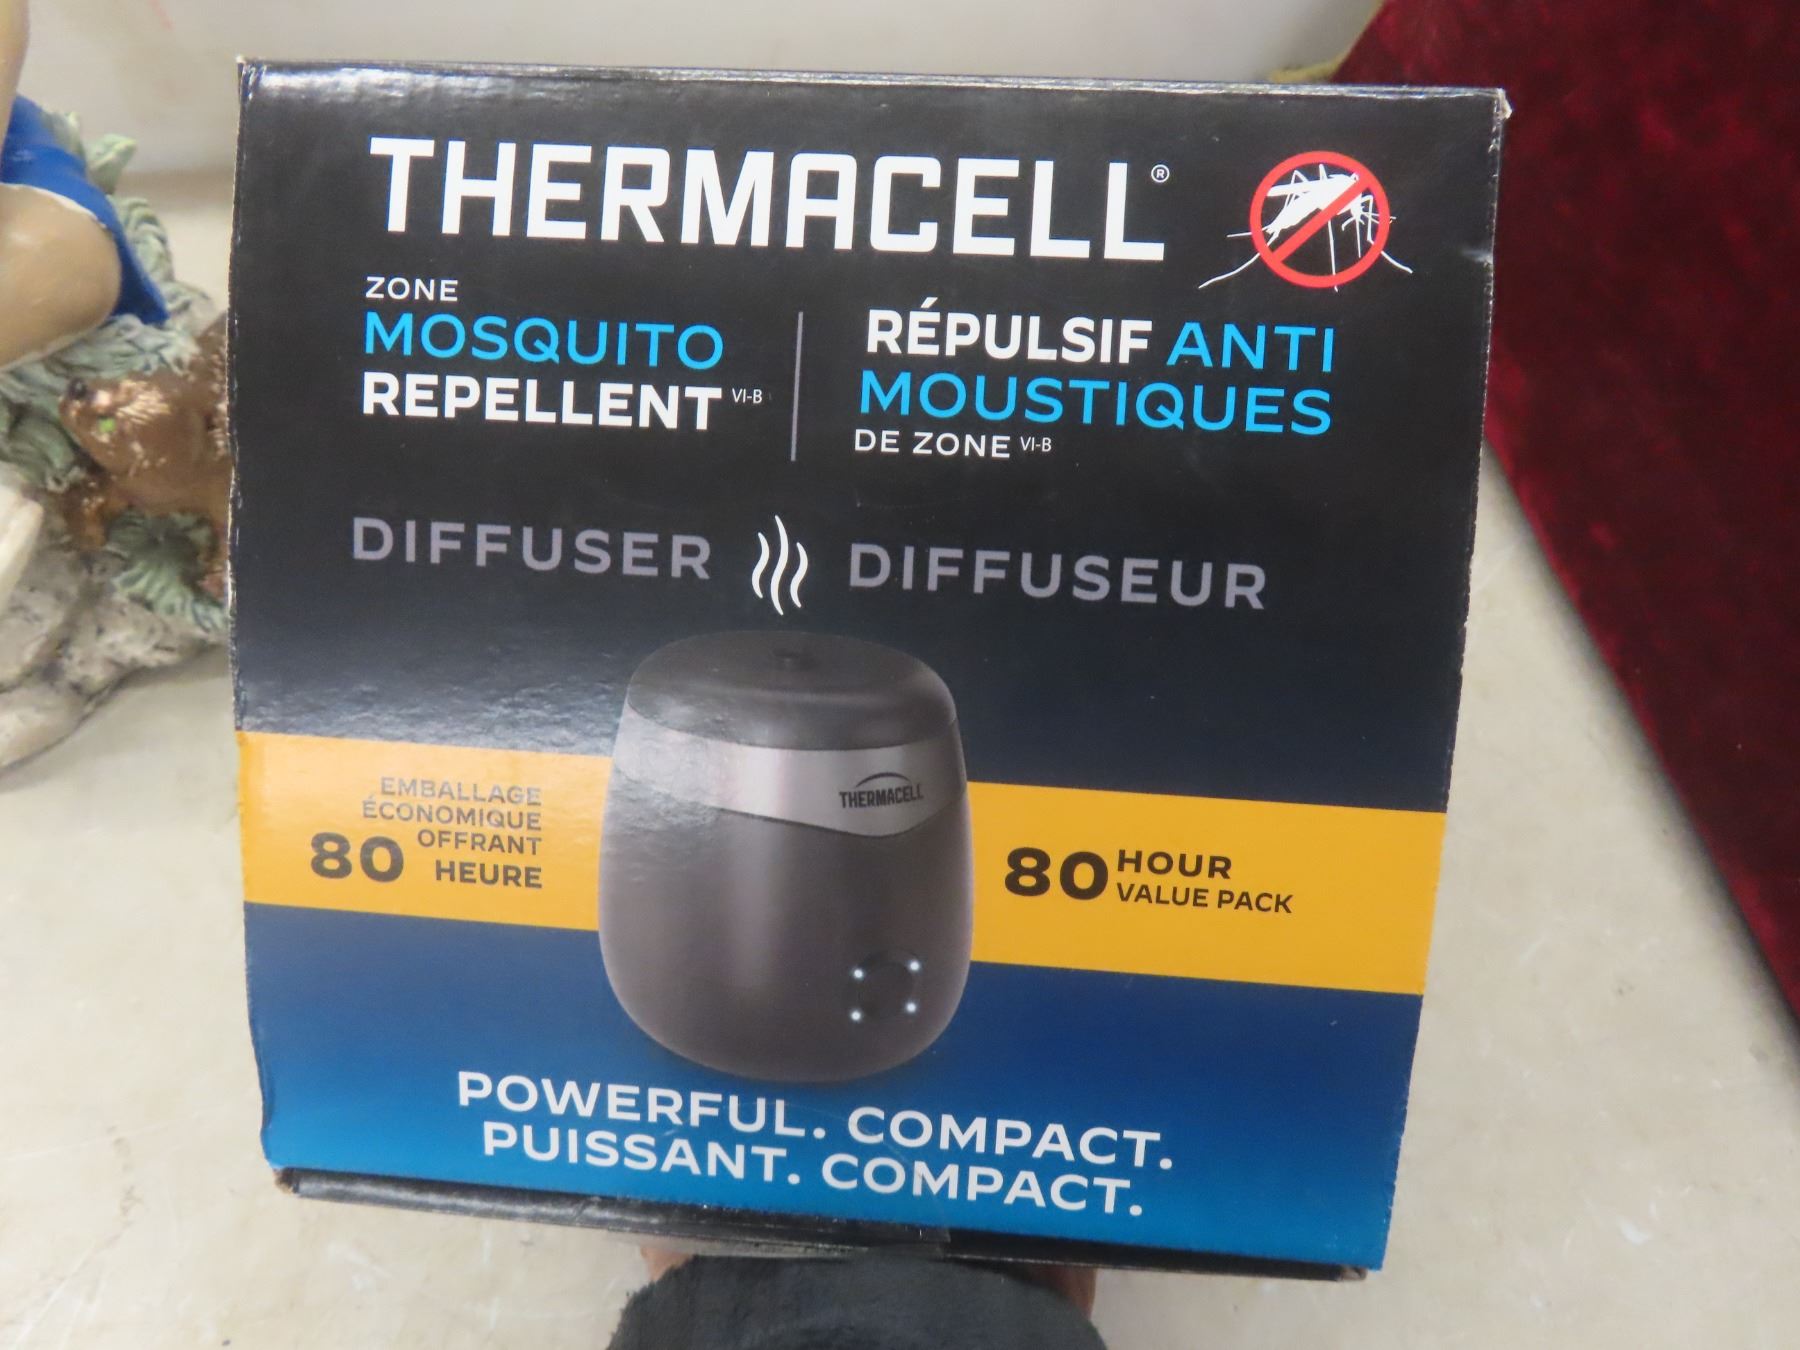 THERMACELL®
ZONE
MOSQUITO
REPELLENT VI-B
RÉPULSIF ANTI
MOUSTIQUES
DE ZONE VI-B
DIFFUSER
DIFFUSEUR
THERMACELL
EMBALLAGE
ÉCONOMIQUE
OFFRANT
80 HEURE
80 HOUR
VALUE PACK
POWERFUL. COMPACT.
PUISSANT. COMPACT.